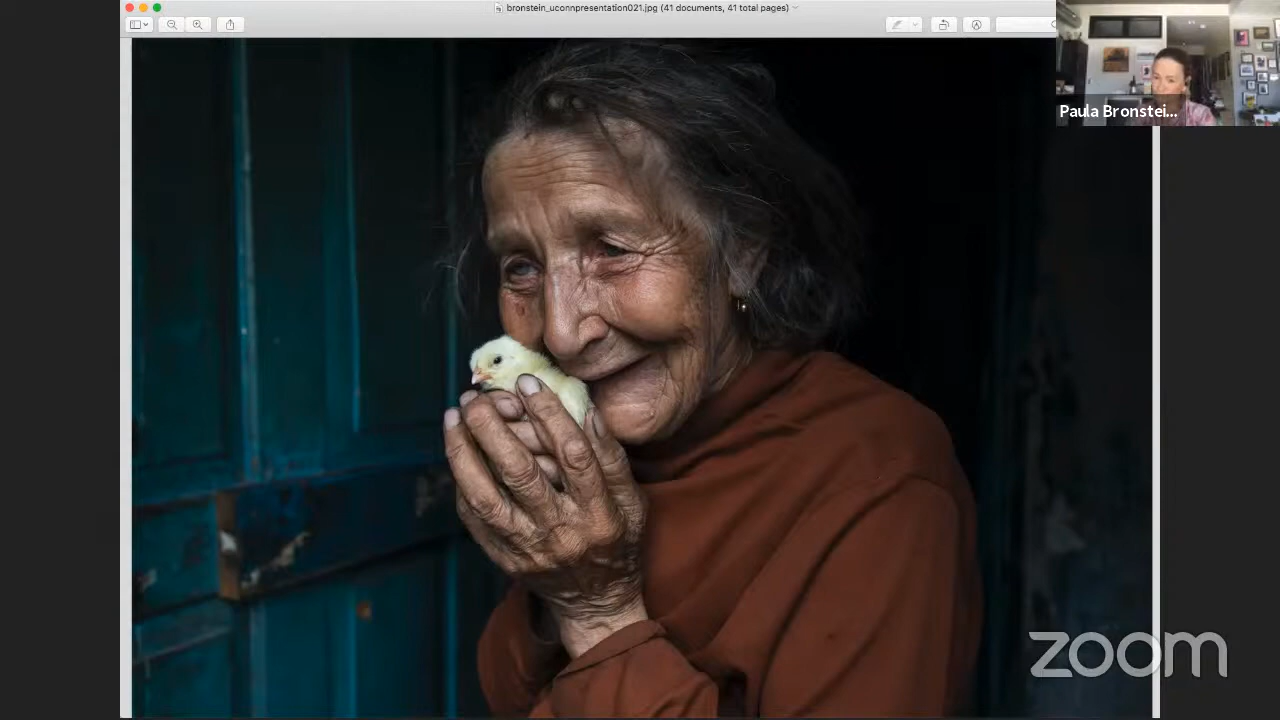 bronstein_uconnpresentation021.jpg (41 documents, 41 total pages)
Paula Bronstei...
zoom